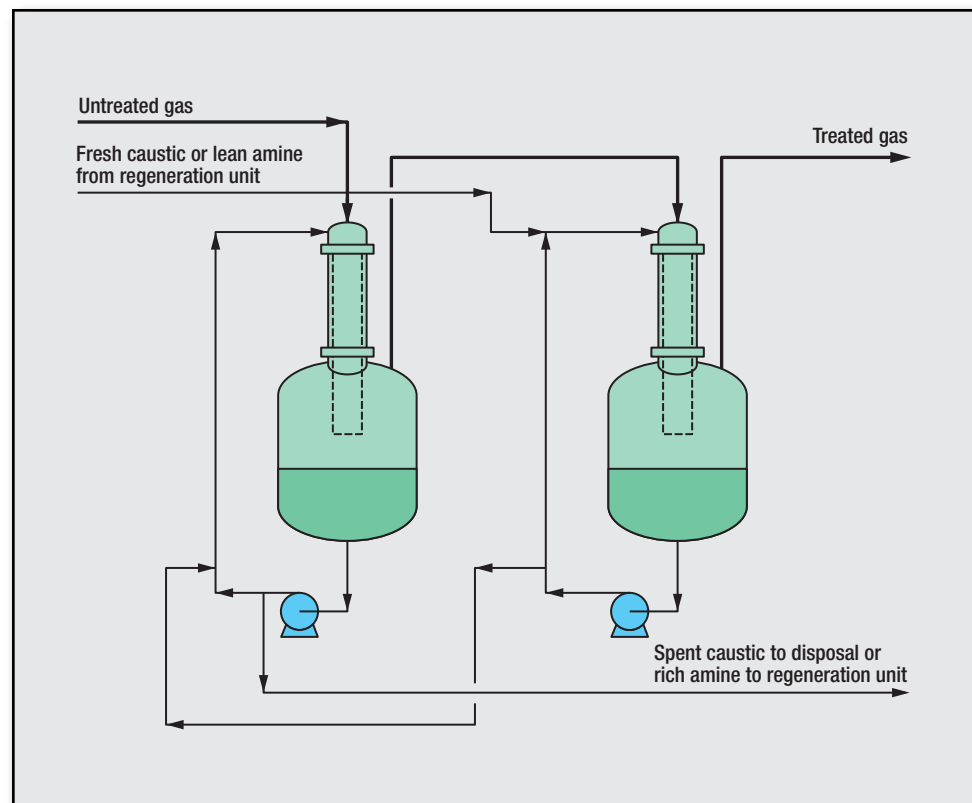 Untreated gas
Fresh caustic or lean amine
from regeneration unit
Treated gas
Spent caustic to disposal or
rich amine to regeneration unit